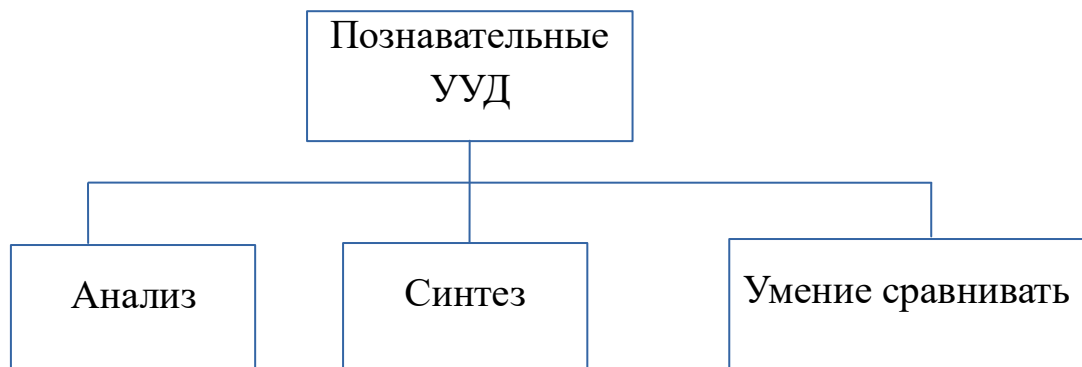 Познавательные
УУД
Анализ
Синтез
Умение сравнивать